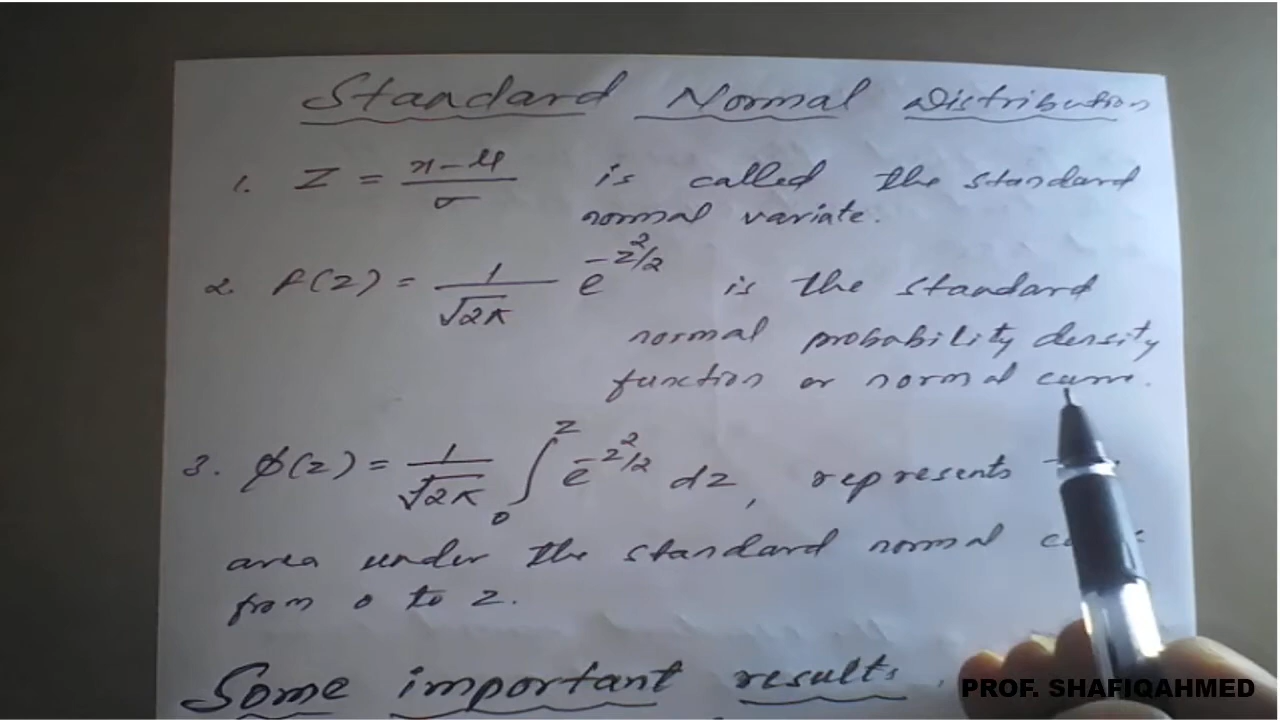 Standard Normal Distribution
1. Z = (x-μ)/σ is called the standard
normal variate.
2. f(z) = 1/√2π e^(-z²/2) is the standard
normal probability density
function or normal curve.
3. φ(z) = 1/√2π ∫₀ᶻ e^(-z²/2) dz, represents
area under the standard normal
from 0 to z.
Some important results.
PROF. SHAFIQAHMED